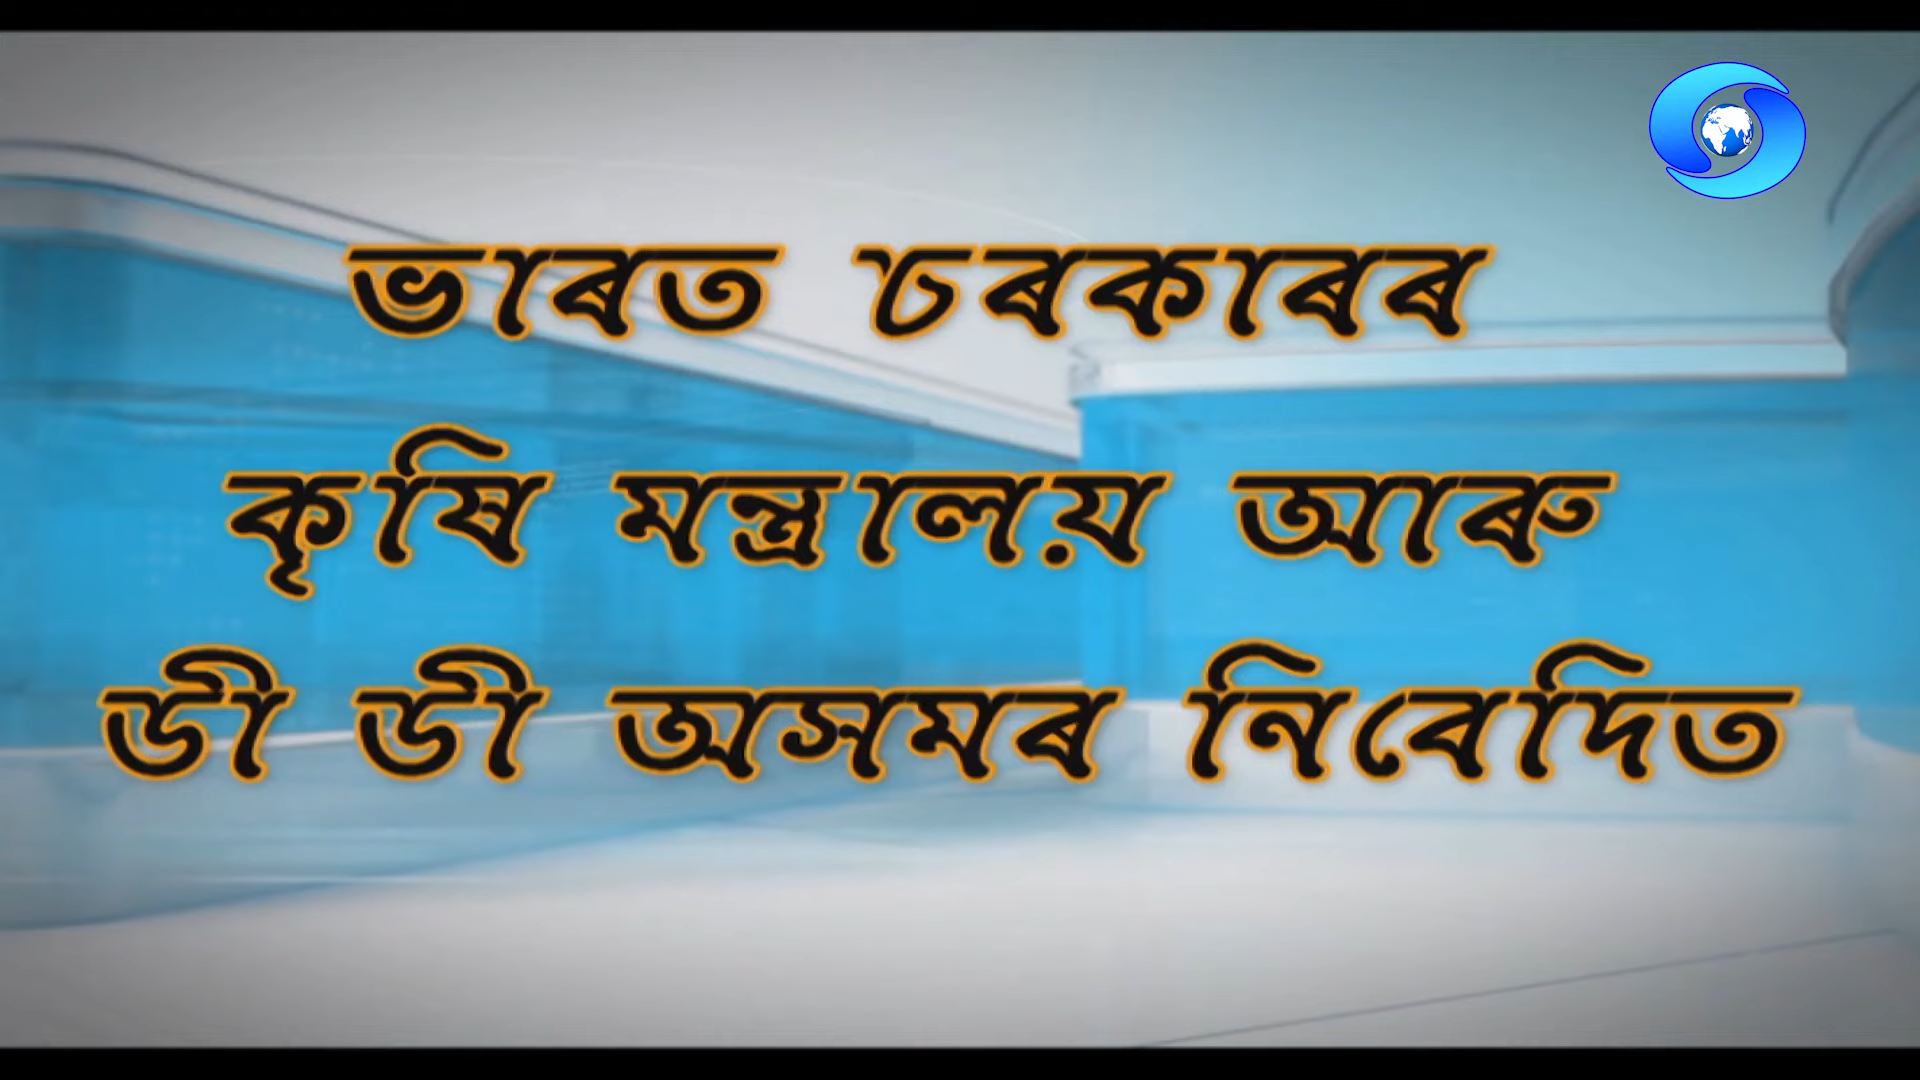 ভাৰত চৰকাৰৰ
কৃষি মন্ত্ৰালয় আৰু
ডী ডী অসমৰ নিবেদিত